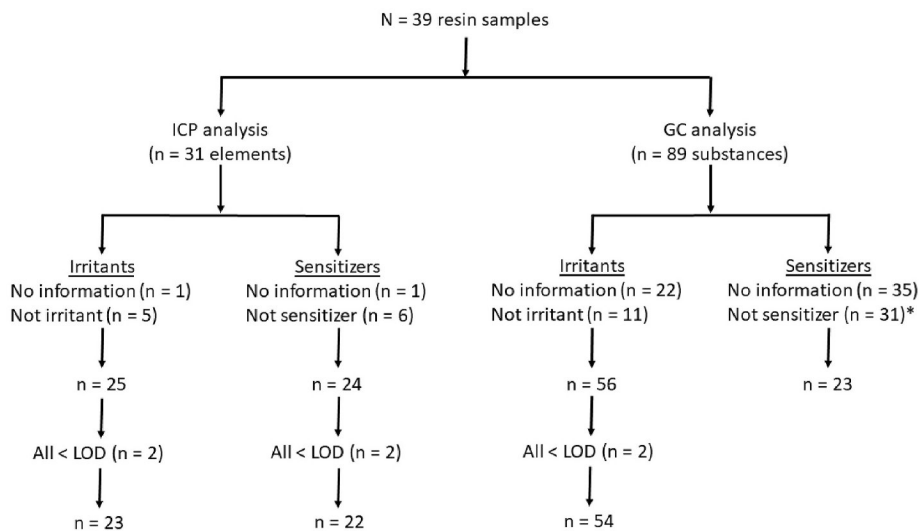 N = 39 resin samples
ICP analysis
(n = 31 elements)
GC analysis
(n = 89 substances)
Irritants
No information (n = 1)
Not irritant (n = 5)
n = 25
All < LOD (n = 2)
n = 23
Sensitizers
No information (n = 1)
Not sensitizer (n = 6)
n = 24
All < LOD (n = 2)
n = 22
Irritants
No information (n = 22)
Not irritant (n = 11)
n = 56
All < LOD (n = 2)
n = 54
Sensitizers
No information (n = 35)
Not sensitizer (n = 31)*
n = 23